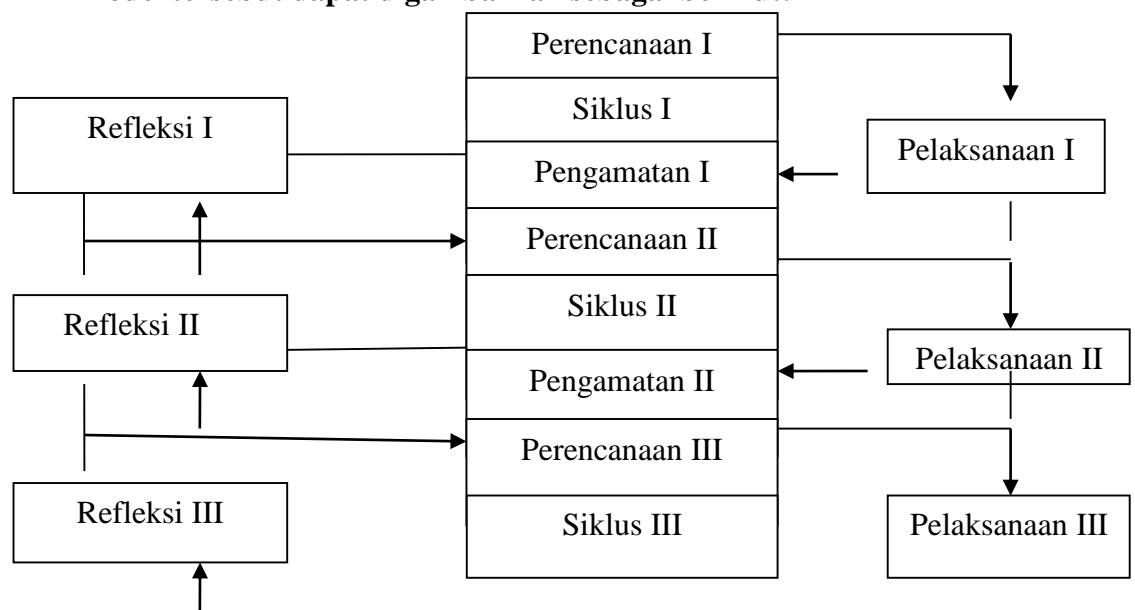 Perencanaan I
Siklus I
Refleksi I
Pelaksanaan I
Pengamatan I
Perencanaan II
Siklus II
Refleksi II
Pelaksanaan II
Pengamatan II
Perencanaan III
Refleksi III
Siklus III
Pelaksanaan III